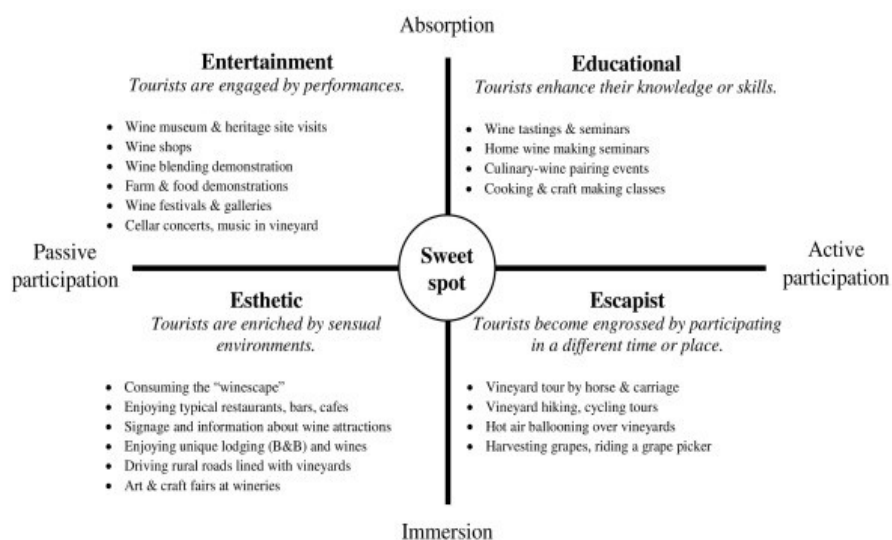 Absorption
Entertainment
Tourists are engaged by performances.
• Wine museum & heritage site visits
• Wine shops
• Wine blending demonstration
• Farm & food demonstrations
• Wine festivals & galleries
• Cellar concerts, music in vineyard
Educational
Tourists enhance their knowledge or skills.
• Wine tastings & seminars
• Home wine making seminars
• Culinary-wine pairing events
• Cooking & craft making classes
Passive
participation
Sweet
spot
Active
participation
Esthetic
Tourists are enriched by sensual
environments.
• Consuming the “winescape”
• Enjoying typical restaurants, bars, cafes
• Signage and information about wine attractions
• Enjoying unique lodging (B&B) and wines
• Driving rural roads lined with vineyards
• Art & craft fairs at wineries
Escapist
Tourists become engrossed by participating
in a different time or place.
• Vineyard tour by horse & carriage
• Vineyard hiking, cycling tours
• Hot air ballooning over vineyards
• Harvesting grapes, riding a grape picker
Immersion